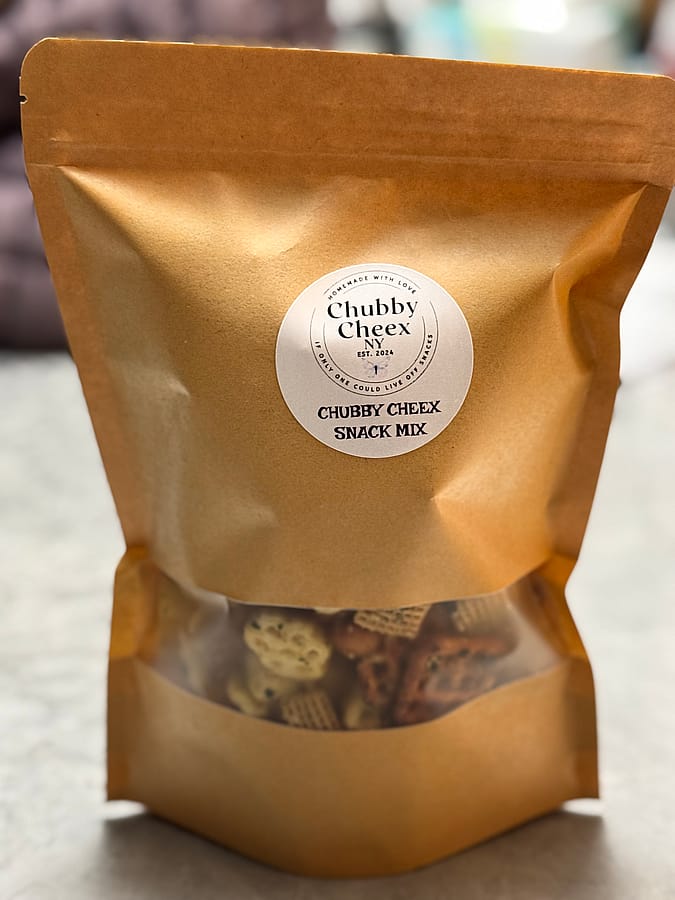 HOMEMADE WITH LOVE
Chubby
Cheex
NY
EST. 2024
IF ONLY ONE COULD LIVE OFF SNACKS
CHUBBY CHEEX
SNACK MIX